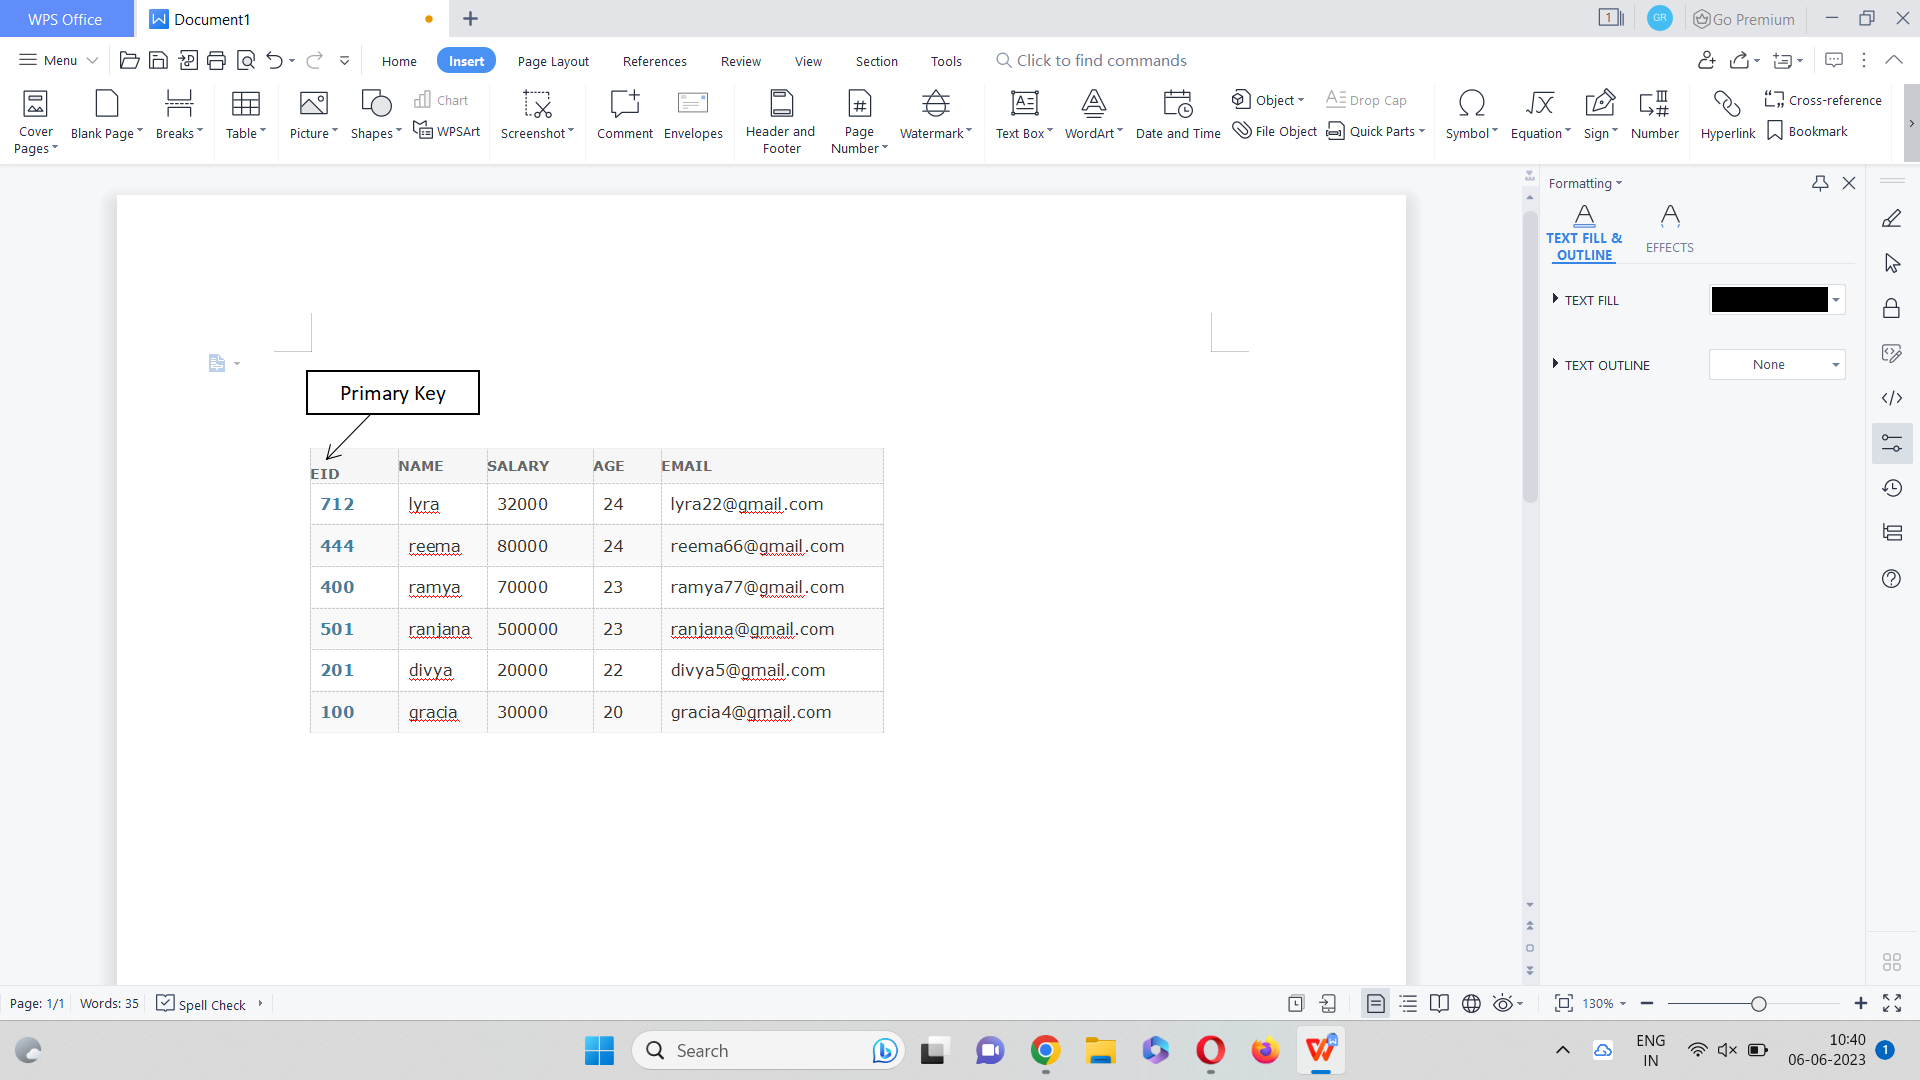 WPS Office
Document1
1
GR
Go Premium
Menu
Home
Insert
Page Layout
References
Review
View
Section
Tools
Click to find commands
Cover Pages
Blank Page
Breaks
Table
Picture
Shapes
Chart
WPSArt
Screenshot
Comment
Envelopes
Header and Footer
Page Number
Watermark
Text Box
WordArt
Date and Time
Object
File Object
Drop Cap
Quick Parts
Symbol
Equation
Sign
Number
Hyperlink
Cross-reference
Bookmark
Formatting
TEXT FILL & OUTLINE
EFFECTS
TEXT FILL
TEXT OUTLINE
None
Primary Key
EID NAME SALARY AGE EMAIL
712 lyra 32000 24 lyra22@gmail.com
444 reema 80000 24 reema66@gmail.com
400 ramya 70000 23 ramya77@gmail.com
501 ranjana 500000 23 ranjana@gmail.com
201 divya 20000 22 divya5@gmail.com
100 gracia 30000 20 gracia4@gmail.com
Page: 1/1 Words: 35 Spell Check
130%
Search
ENG
IN
10:40
06-06-2023
1